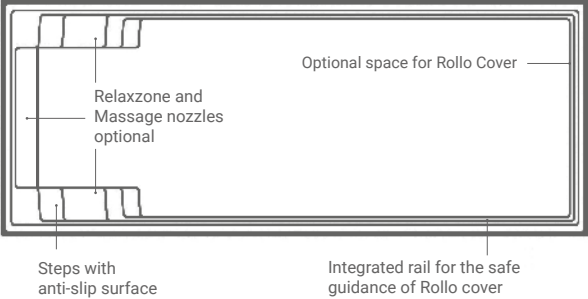 Optional space for Rollo Cover
Relaxzone and
Massage nozzles
optional
Steps with
anti-slip surface
Integrated rail for the safe
guidance of Rollo cover